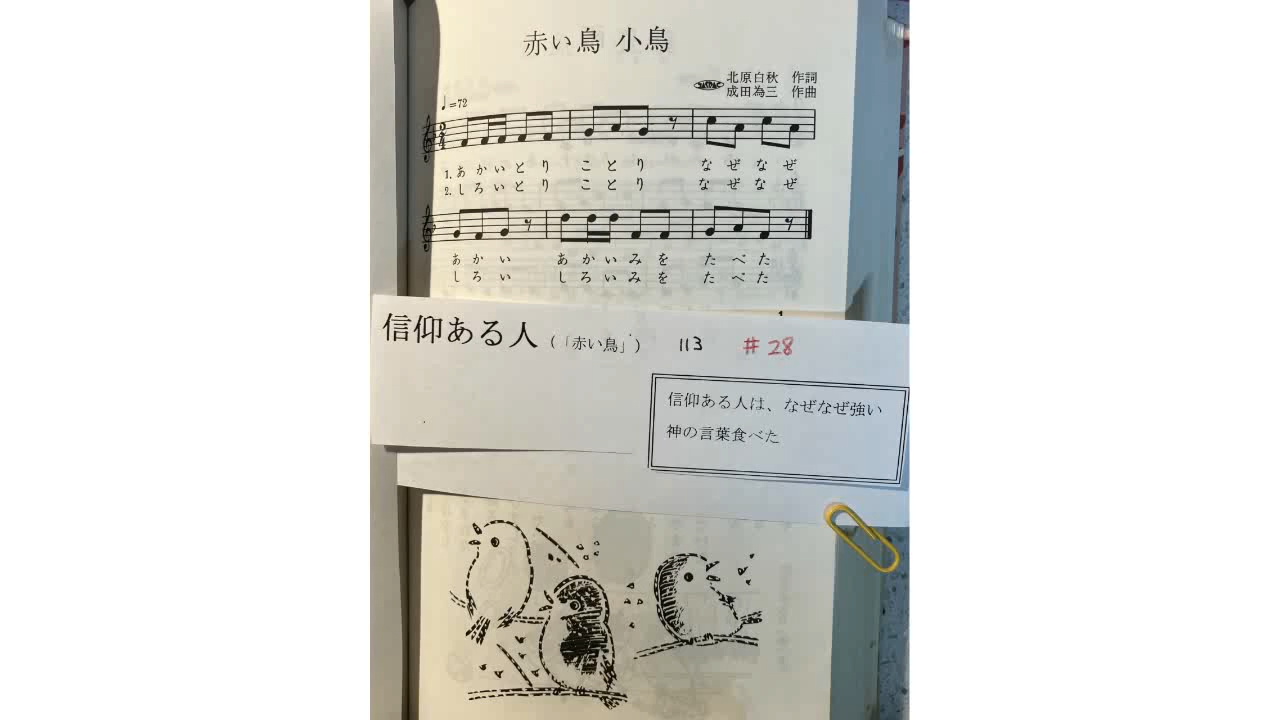 赤い鳥 小鳥
北原白秋 作詞
成田為三 作曲
♩=72
1. あかいとり ことり なぜなぜ
2. しろいとり ことり なぜなぜ
あかい あかいみを たべた
しろい しろいみを たべた
信仰ある人(「赤い鳥」) 113 #28
信仰ある人は、なぜなぜ強い
神の言葉食べた